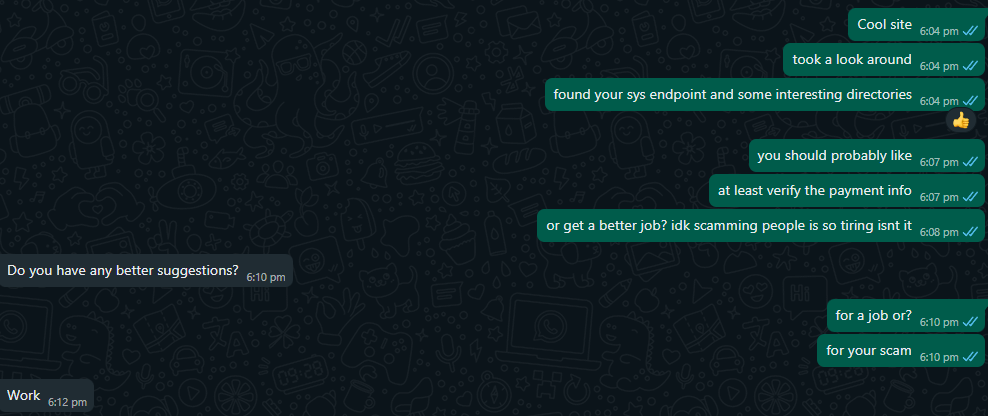 Cool site 6:04 pm
took a look around 6:04 pm
found your sys endpoint and some interesting directories 6:04 pm
you should probably like 6:07 pm
at least verify the payment info 6:07 pm
or get a better job? idk scamming people is so tiring isnt it 6:08 pm
Do you have any better suggestions? 6:10 pm
for a job or? 6:10 pm
for your scam 6:10 pm
Work 6:12 pm